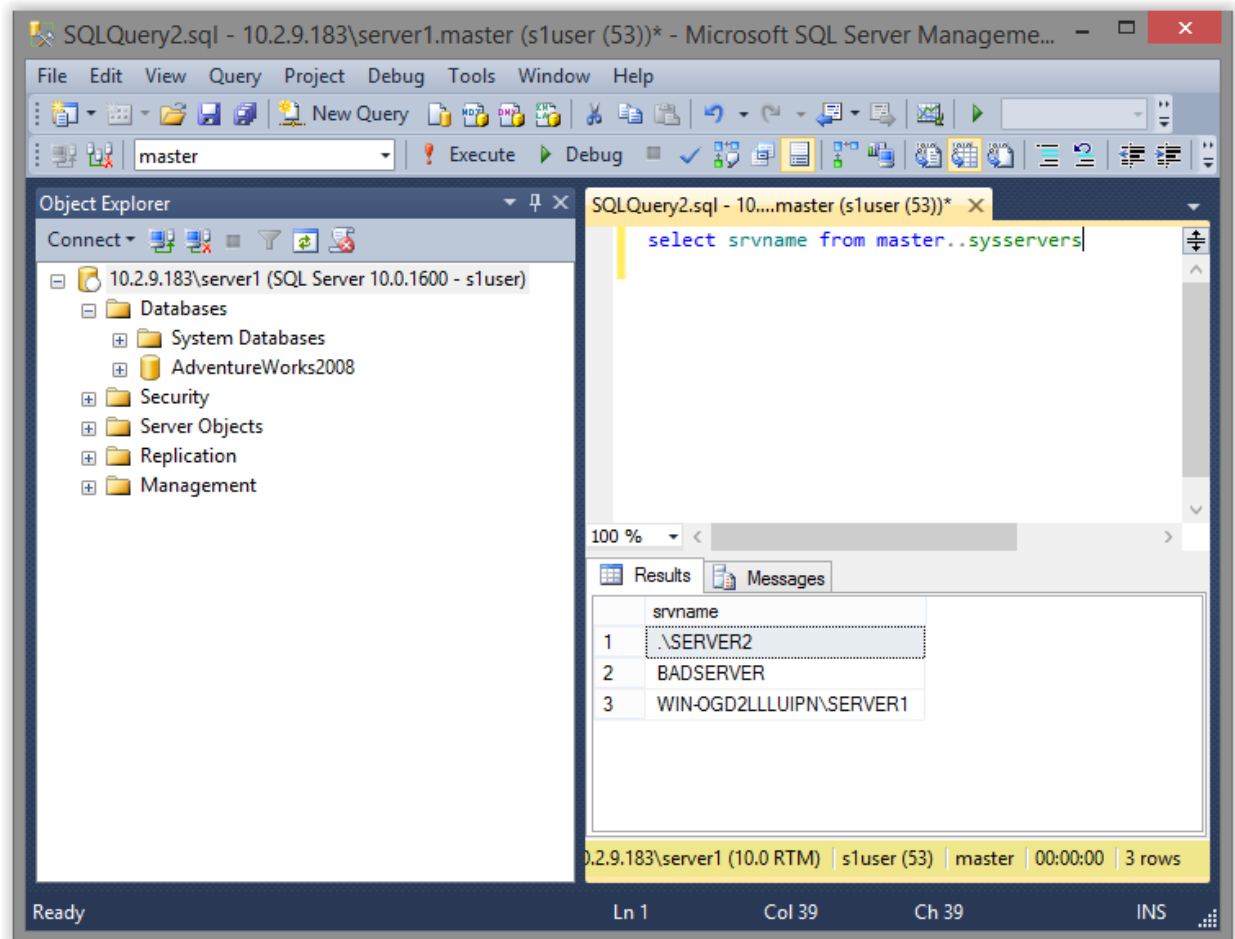 SQLQuery2.sql - 10.2.9.183\server1.master (s1user (53))* - Microsoft SQL Server Manageme...
File Edit View Query Project Debug Tools Window Help
New Query
master Execute Debug
Object Explorer
Connect
10.2.9.183\server1 (SQL Server 10.0.1600 - s1user)
Databases
System Databases
AdventureWorks2008
Security
Server Objects
Replication
Management
SQLQuery2.sql - 10....master (s1user (53))*
select srvname from master..sysservers
100 %
Results Messages
srvname
1 .\SERVER2
2 BADSERVER
3 WIN-OGD2LLLUIPN\SERVER1
.2.9.183\server1 (10.0 RTM) s1user (53) master 00:00:00 3 rows
Ready Ln 1 Col 39 Ch 39 INS